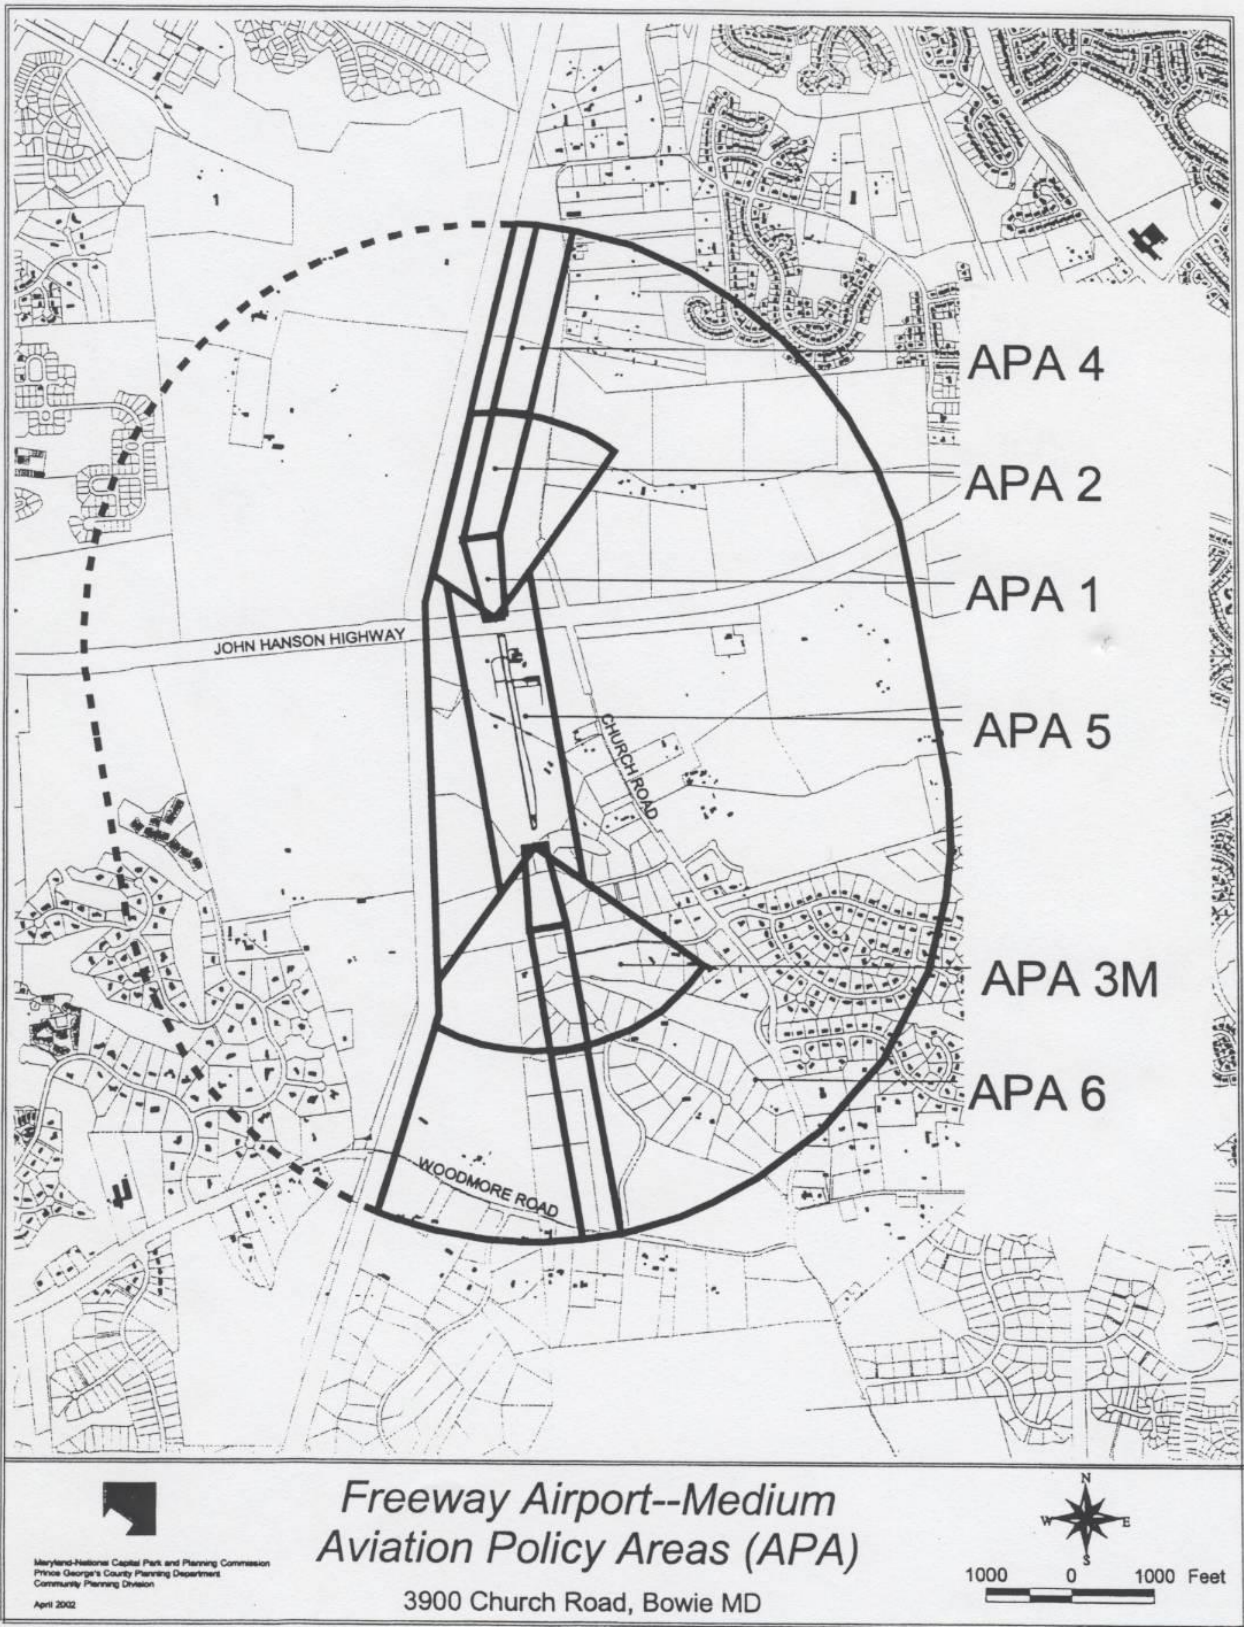 APA 4
APA 2
APA 1
JOHN HANSON HIGHWAY
APA 5
CHURCH ROAD
APA 3M
APA 6
WOODMORE ROAD
Freeway Airport--Medium
Aviation Policy Areas (APA)
3900 Church Road, Bowie MD
Maryland-National Capital Park and Planning Commission
Prince George's County Planning Department
Community Planning Division
April 2002
N
W E
S
1000 0 1000 Feet